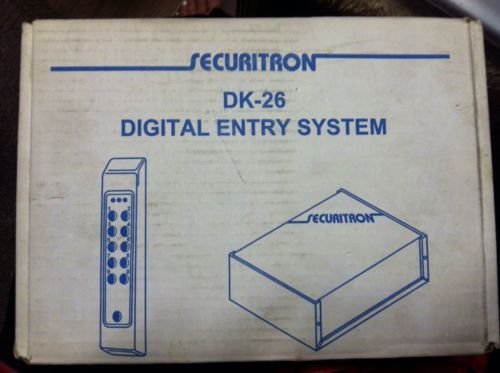 SECURITRON
DK-26
DIGITAL ENTRY SYSTEM
SECURITRON